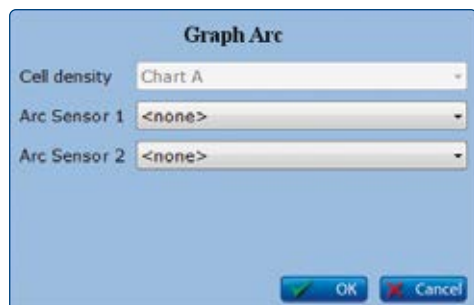 Graph Arc
Cell density Chart A
Arc Sensor 1 <none>
Arc Sensor 2 <none>
OK Cancel